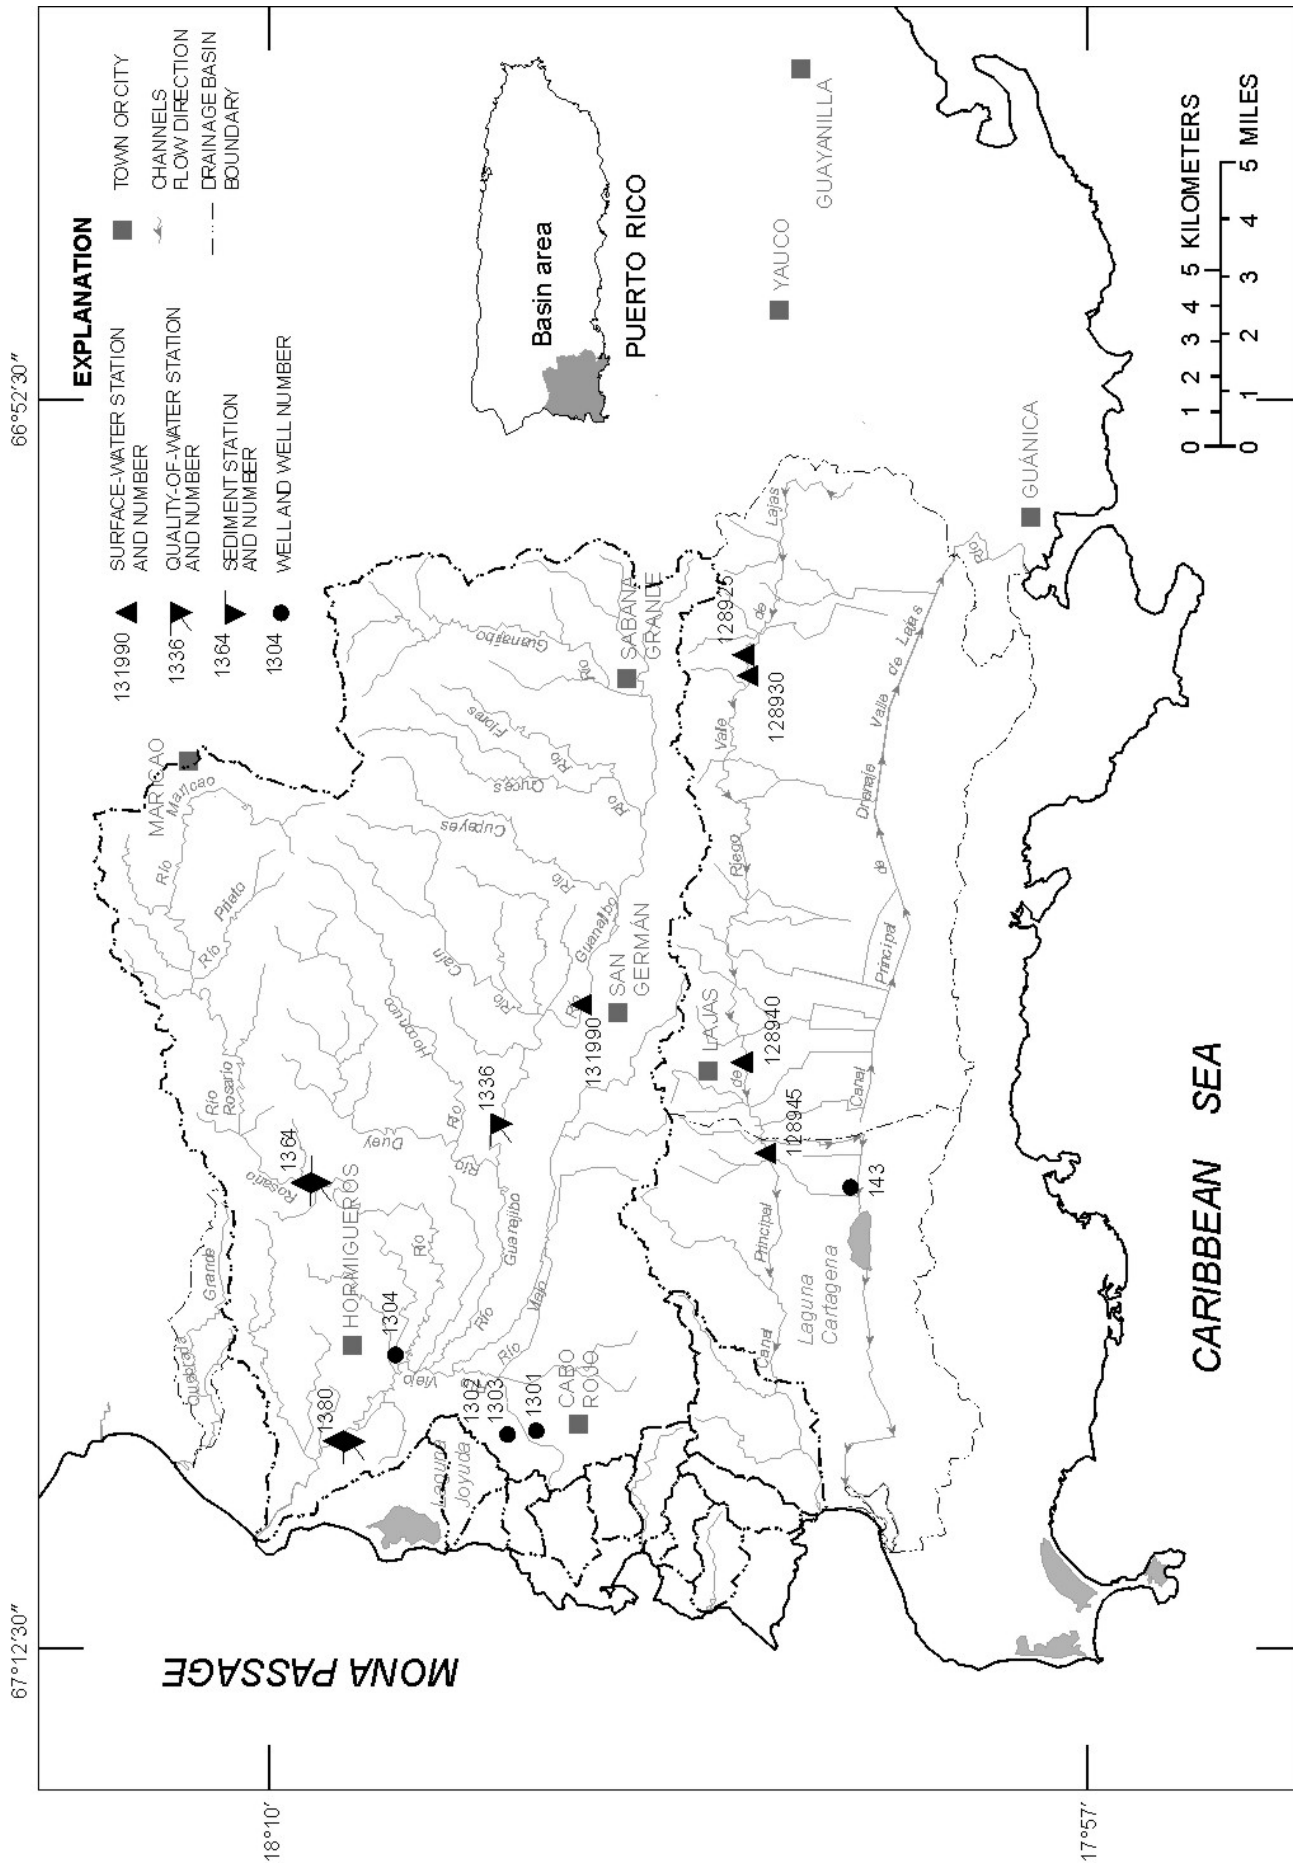 67°12'30"
66°52'30"
18°10'
17°57'
EXPLANATION
131990
SURFACE-WATER STATION
AND NUMBER
1336
QUALITY-OF-WATER STATION
AND NUMBER
1364
SEDIMENT STATION
AND NUMBER
1304
WELL AND WELL NUMBER
TOWN OR CITY
CHANNELS
FLOW DIRECTION
DRAINAGE BASIN
BOUNDARY
Basin area
PUERTO RICO
MONA PASSAGE
CARIBBEAN SEA
MARICAO
Río
Maricao
Río
Prieto
Río
Rosario
Rosario
1364
HORMIGUEROS
Quebrada
Grande
1380
1304
Río
Duey
Río
Hoconuco
Río
Caín
Río
Cupeyes
Río
Cruces
Río
Flores
Río
Guanajibo
Río
SABANA
GRANDE
Río
Guanajibo
Río
131990
SAN
GERMÁN
1336
Río
Guanajibo
Río
Viejo
Río
Viejo
1302
1303
1301
CABO
ROJO
Laguna
Joyuda
LAJAS
128925
128930
128940
128945
143
Canal
Principal
de
Riego
Valle
de
Lajas
Laguna
Cartagena
Canal
Principal
de
Drenaje
Valle de Lajas
Río
GUÁNICA
YAUCO
GUAYANILLA
0 1 2 3 4 5 KILOMETERS
0 1 2 3 4 5 MILES